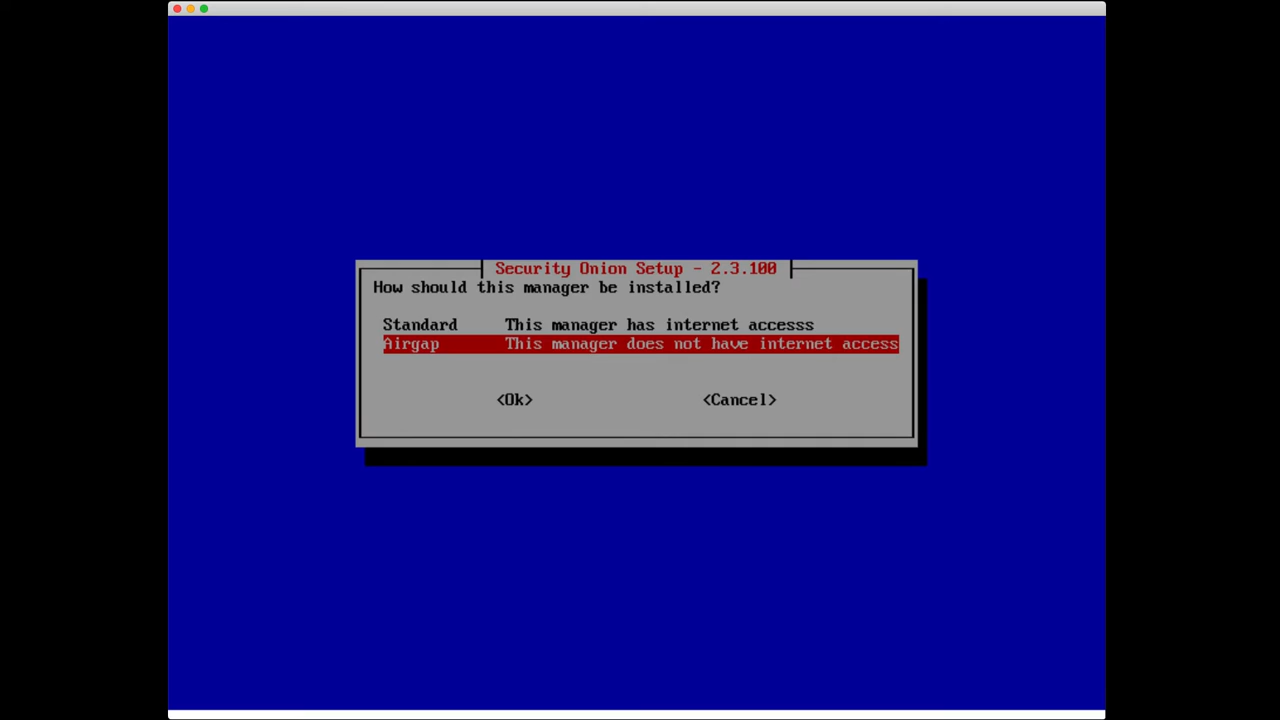 Security Onion Setup - 2.3.100
How should this manager be installed?
Standard This manager has internet accesss
Airgap This manager does not have internet access
<Ok> <Cancel>